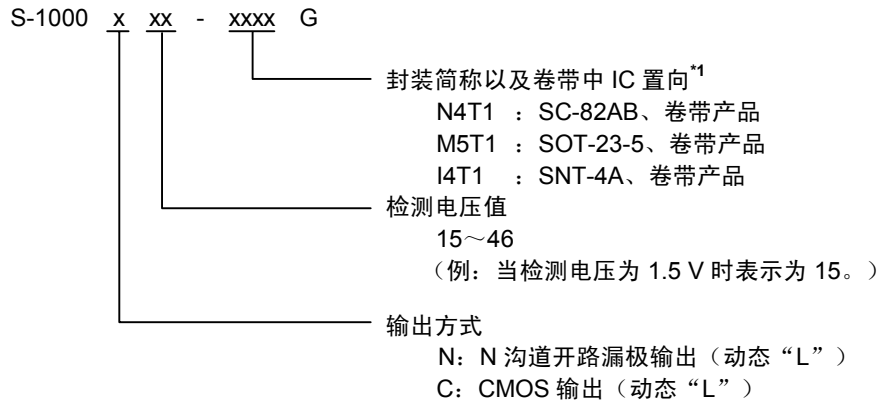 S-1000 x xx - xxxx G
封装简称以及卷带中 IC 置向*1
N4T1 ：SC-82AB、卷带产品
M5T1 ：SOT-23-5、卷带产品
I4T1 ：SNT-4A、卷带产品
检测电压值
15～46
（例：当检测电压为 1.5 V 时表示为 15。）
输出方式
N：N 沟道开路漏极输出（动态“L”）
C：CMOS 输出（动态“L”）